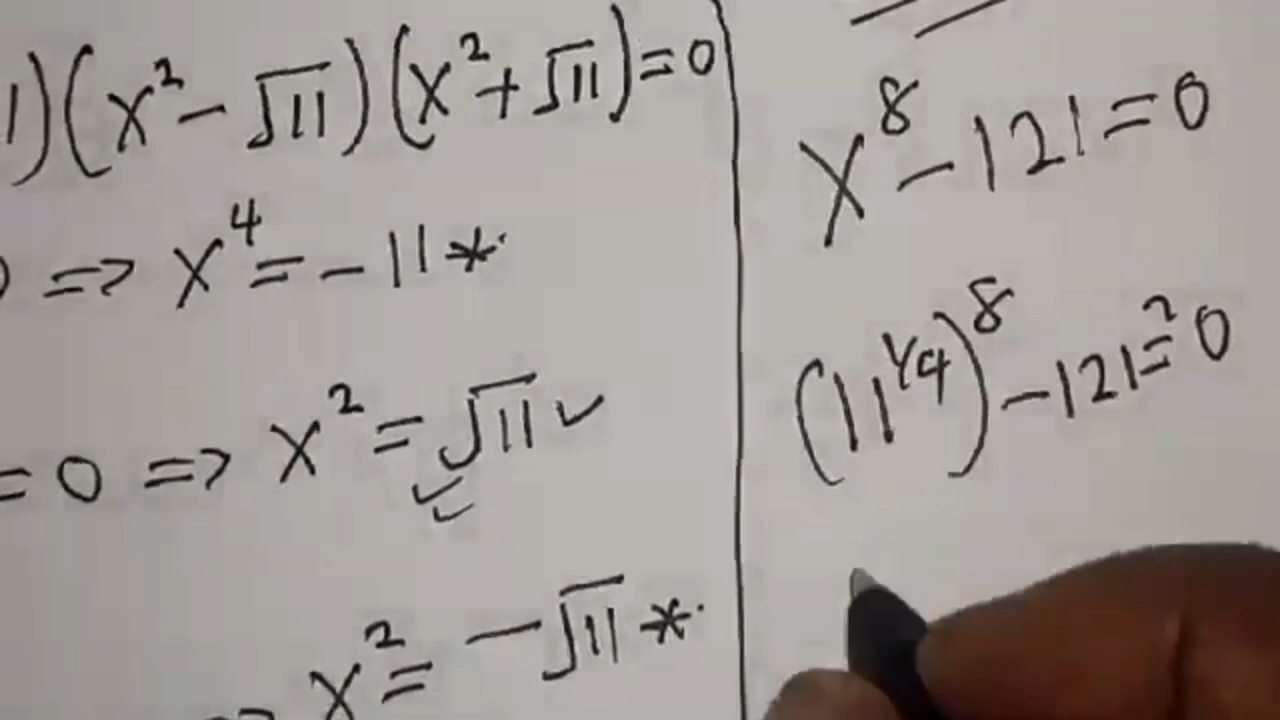 1)(x²-√11)(x²+√11)=0
=> x⁴=-11*
=0 => x²=√11✓
=> x²=-√11*
x⁸-121=0
(11^1/4)⁸-121≟0